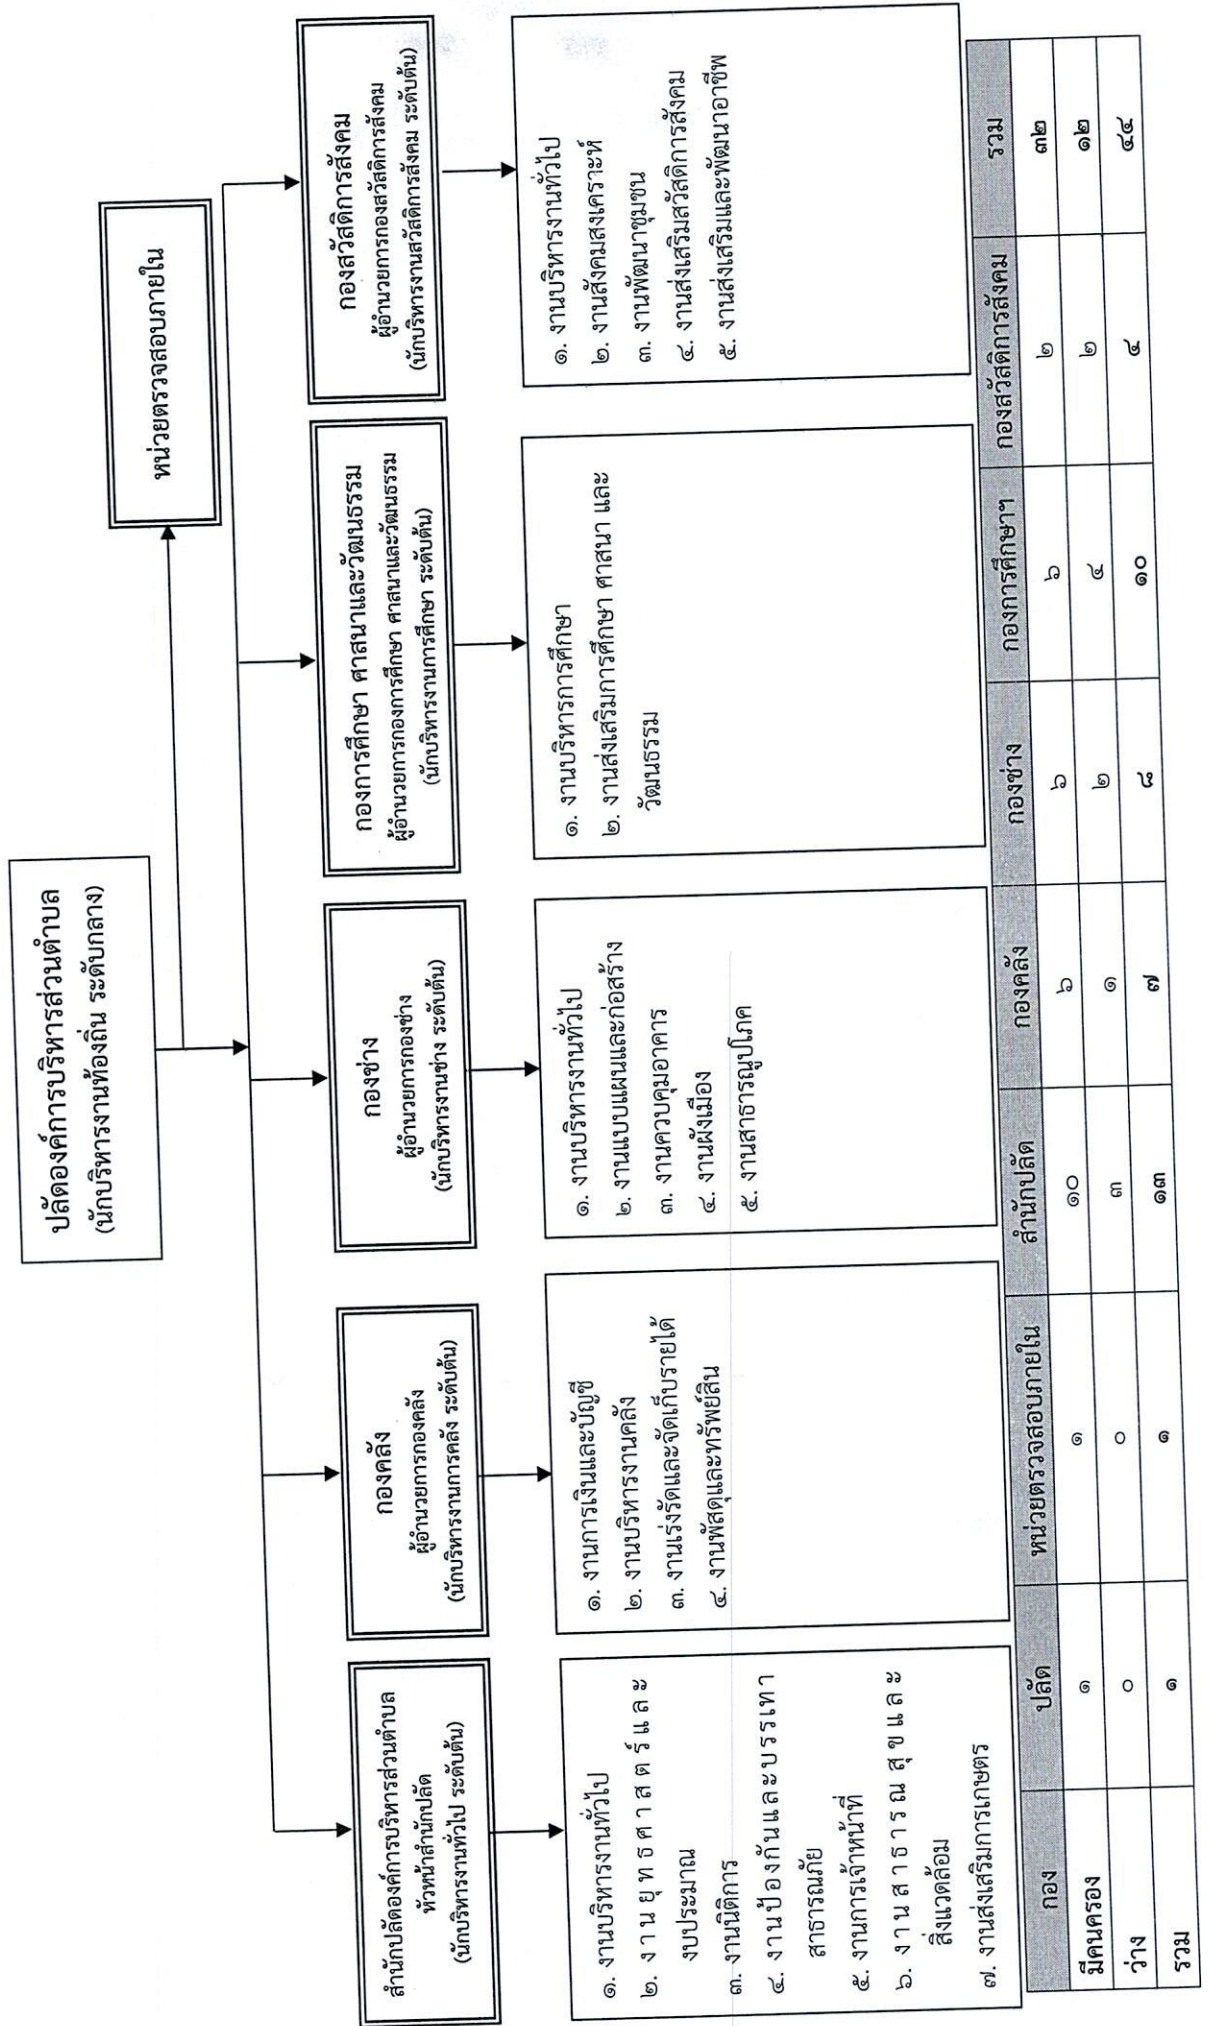 ปลัดองค์การบริหารส่วนตำบล
(นักบริหารงานท้องถิ่น ระดับกลาง)
หน่วยตรวจสอบภายใน
สำนักปลัดองค์การบริหารส่วนตำบล
หัวหน้าสำนักปลัด
(นักบริหารงานทั่วไป ระดับต้น)
กองคลัง
ผู้อำนวยการกองคลัง
(นักบริหารงานการคลัง ระดับต้น)
กองช่าง
ผู้อำนวยการกองช่าง
(นักบริหารงานช่าง ระดับต้น)
กองการศึกษา ศาสนาและวัฒนธรรม
ผู้อำนวยการกองการศึกษา ศาสนาและวัฒนธรรม
(นักบริหารงานการศึกษา ระดับต้น)
กองสวัสดิการสังคม
ผู้อำนวยการกองสวัสดิการสังคม
(นักบริหารงานสวัสดิการสังคม ระดับต้น)
๑. งานบริหารงานทั่วไป
๒. งานยุทธศาสตร์และ
งบประมาณ
๓. งานนิติการ
๔. งานป้องกันและบรรเทา
สาธารณภัย
๕. งานการเจ้าหน้าที่
๖. งานสาธารณสุขและ
สิ่งแวดล้อม
๗. งานส่งเสริมการเกษตร
๑. งานการเงินและบัญชี
๒. งานบริหารงานคลัง
๓. งานเร่งรัดและจัดเก็บรายได้
๔. งานพัสดุและทรัพย์สิน
๑. งานบริหารงานทั่วไป
๒. งานแบบแผนและก่อสร้าง
๓. งานควบคุมอาคาร
๔. งานผังเมือง
๕. งานสาธารณูปโภค
๑. งานบริหารการศึกษา
๒. งานส่งเสริมการศึกษา ศาสนา และ
วัฒนธรรม
๑. งานบริหารงานทั่วไป
๒. งานสังคมสงเคราะห์
๓. งานพัฒนาชุมชน
๔. งานส่งเสริมสวัสดิการสังคม
๕. งานส่งเสริมและพัฒนาอาชีพ
กอง ปลัด หน่วยตรวจสอบภายใน สำนักปลัด กองคลัง กองช่าง กองการศึกษาฯ กองสวัสดิการสังคม รวม
มีคนครอง ๑ ๑ ๑๐ ๖ ๖ ๖ ๒ ๓๒
ว่าง ๐ ๐ ๓ ๑ ๒ ๔ ๒ ๑๒
รวม ๑ ๑ ๑๓ ๗ ๘ ๑๐ ๔ ๔๔